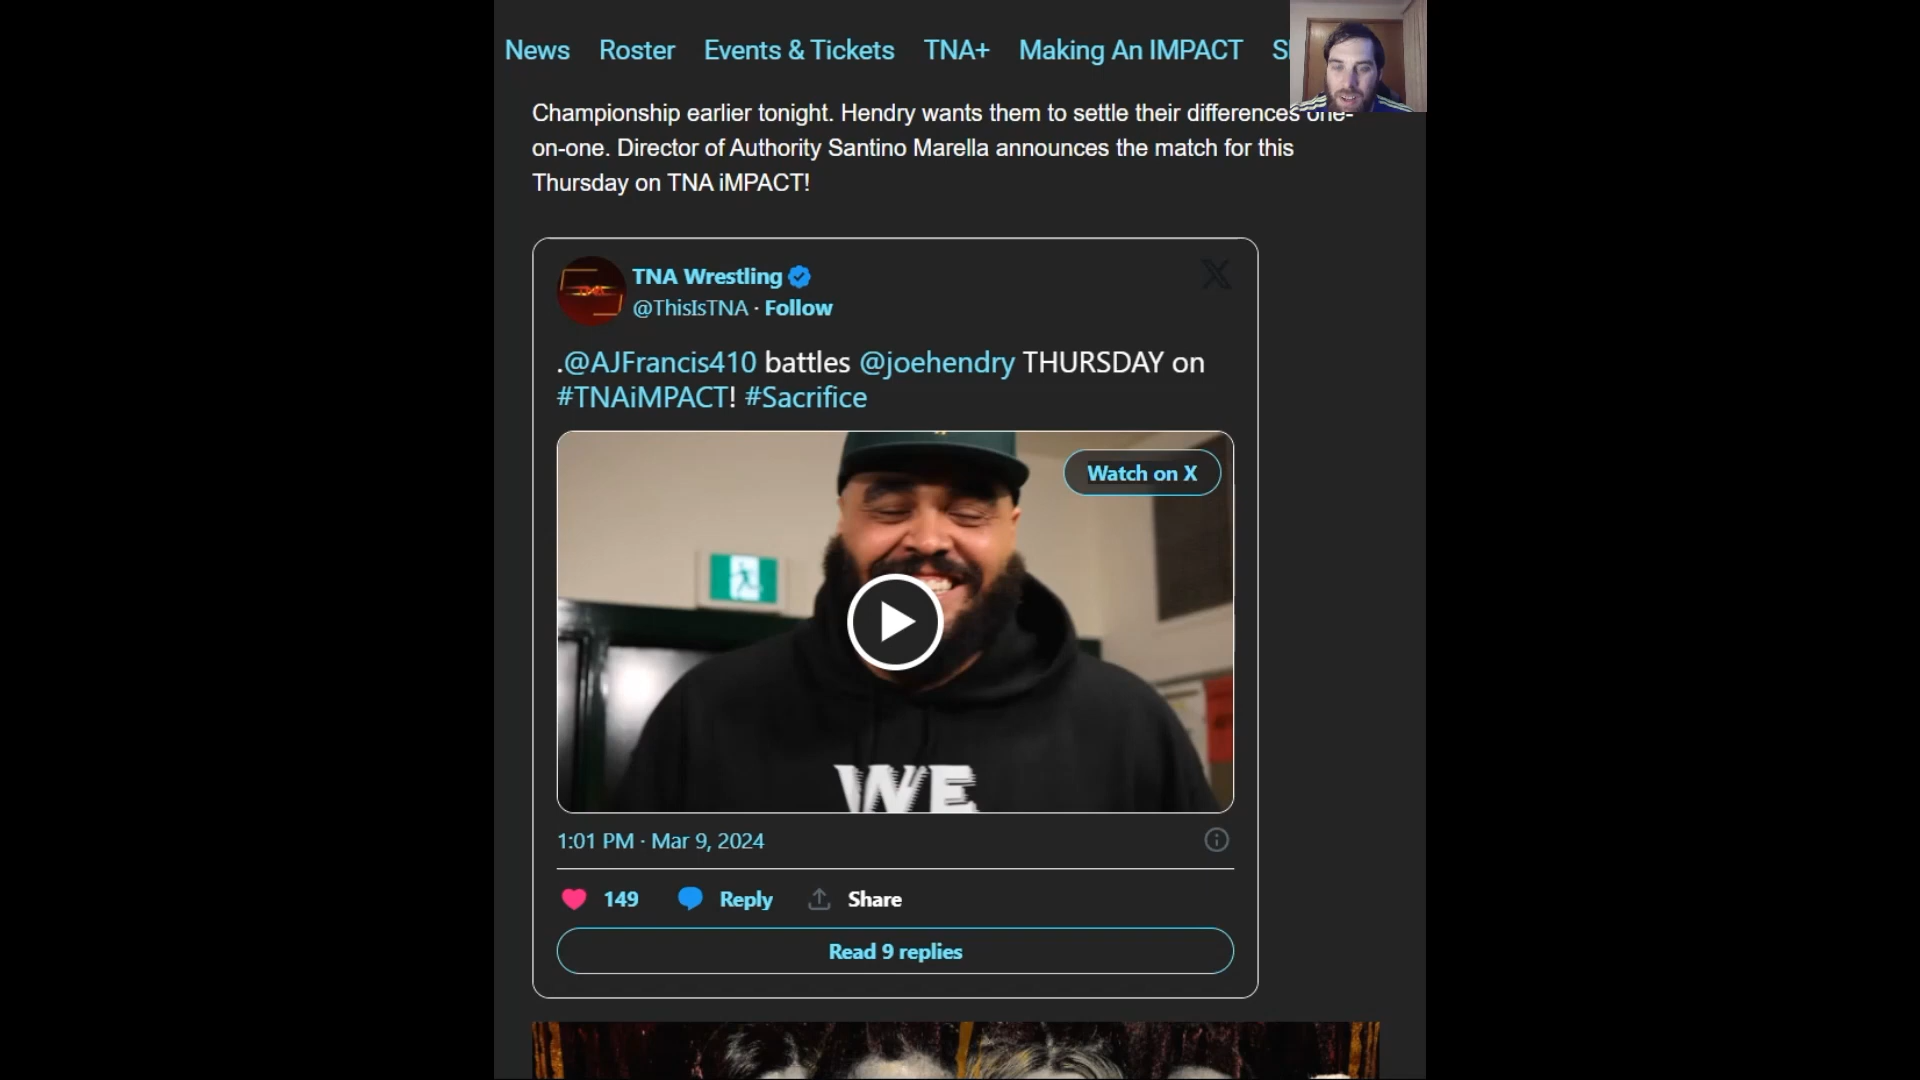 News Roster Events & Tickets TNA+ Making An IMPACT
Championship earlier tonight. Hendry wants them to settle their differences one-
on-one. Director of Authority Santino Marella announces the match for this
Thursday on TNA iMPACT!
TNA Wrestling
@ThisIsTNA · Follow
.@AJFrancis410 battles @joehendry THURSDAY on
#TNAiMPACT! #Sacrifice
Watch on X
WE
1:01 PM · Mar 9, 2024
149 Reply Share
Read 9 replies